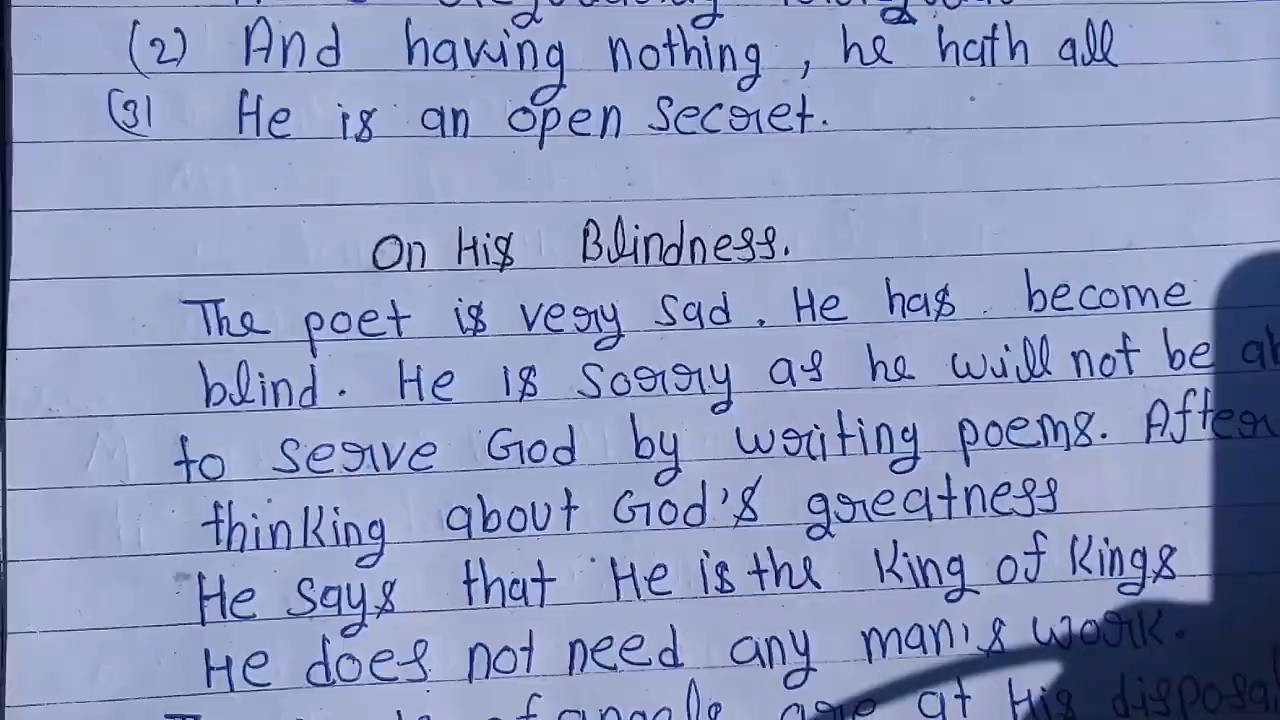 (2) And having nothing, he hath all
(3) He is an open secret.
On His Blindness.
The poet is very sad. He has become
blind. He is sorry as he will not be
to serve God by writing poems. After
thinking about God's greatness
He says that He is the King of Kings
He does not need any man's work.
of angels are at His disposal